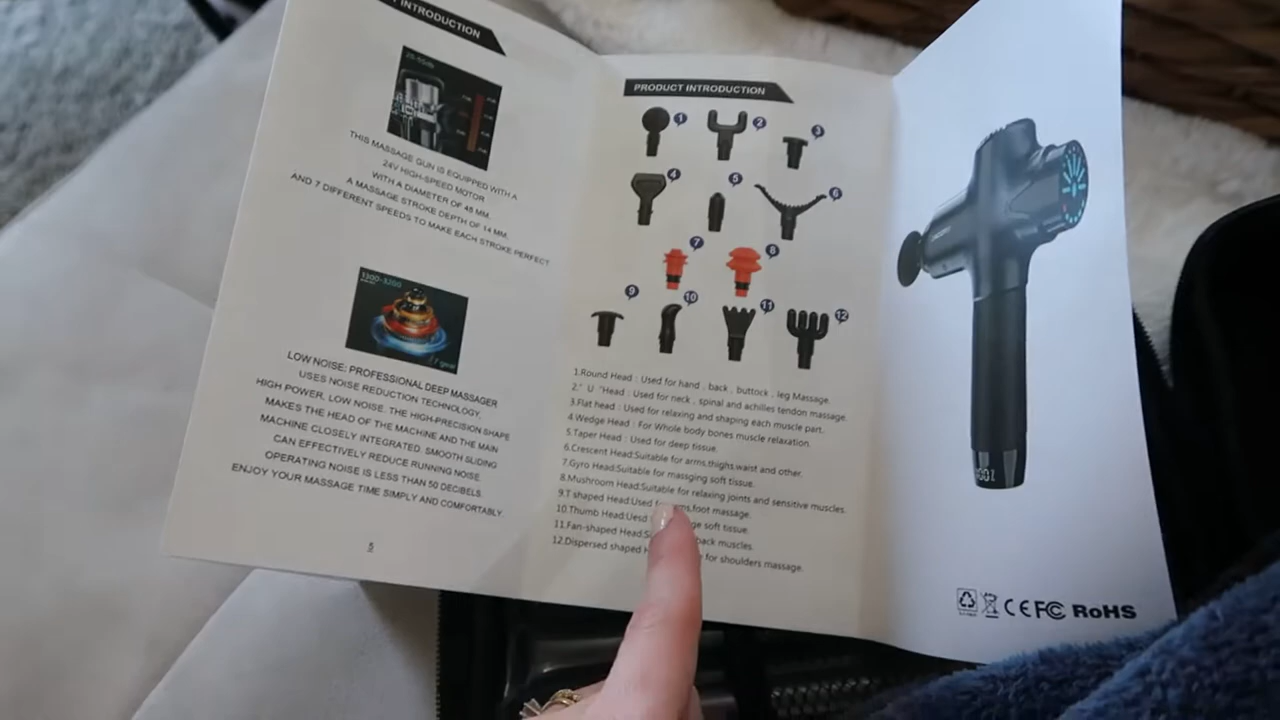 INTRODUCTION
THIS MASSAGE GUN IS EQUIPPED WITH A
24V HIGH-SPEED MOTOR
WITH A DIAMETER OF 48 MM,
A MASSAGE STROKE DEPTH OF 14 MM,
AND 7 DIFFERENT SPEEDS TO MAKE EACH STROKE PERFECT
1200-3200
7 gear
LOW NOISE: PROFESSIONAL DEEP MASSAGER
USES NOISE REDUCTION TECHNOLOGY,
HIGH POWER, LOW NOISE. THE HIGH-PRECISION SHAPE
MAKES THE HEAD OF THE MACHINE AND THE MAIN
MACHINE CLOSELY INTEGRATED. SMOOTH SLIDING
CAN EFFECTIVELY REDUCE RUNNING NOISE.
OPERATING NOISE IS LESS THAN 50 DECIBELS.
ENJOY YOUR MASSAGE TIME SIMPLY AND COMFORTABLY.
5
PRODUCT INTRODUCTION
1 2 3
4 5 6
7 8
9 10 11 12
1.Round Head : Used for hand , back , buttock , leg Massage.
2." U "Head : Used for neck , spinal and achilles tendon massage.
3.Flat head : Used for relaxing and shaping each muscle part.
4.Wedge Head : For Whole body bones muscle relaxation.
5.Taper Head : Used for deep tissue.
6.Crescent Head:Suitable for arms,thighs,waist and other.
7.Gyro Head:Suitable for massging soft tissue.
8.Mushroom Head:Suitable for relaxing joints and sensitive muscles.
9.T shaped Head:Used foot massage.
10.Thumb Head:Uesd soft tissue.
11.Fan-shaped Head: back muscles.
12.Dispersed shaped for shoulders massage.
100%
CE FC RoHS